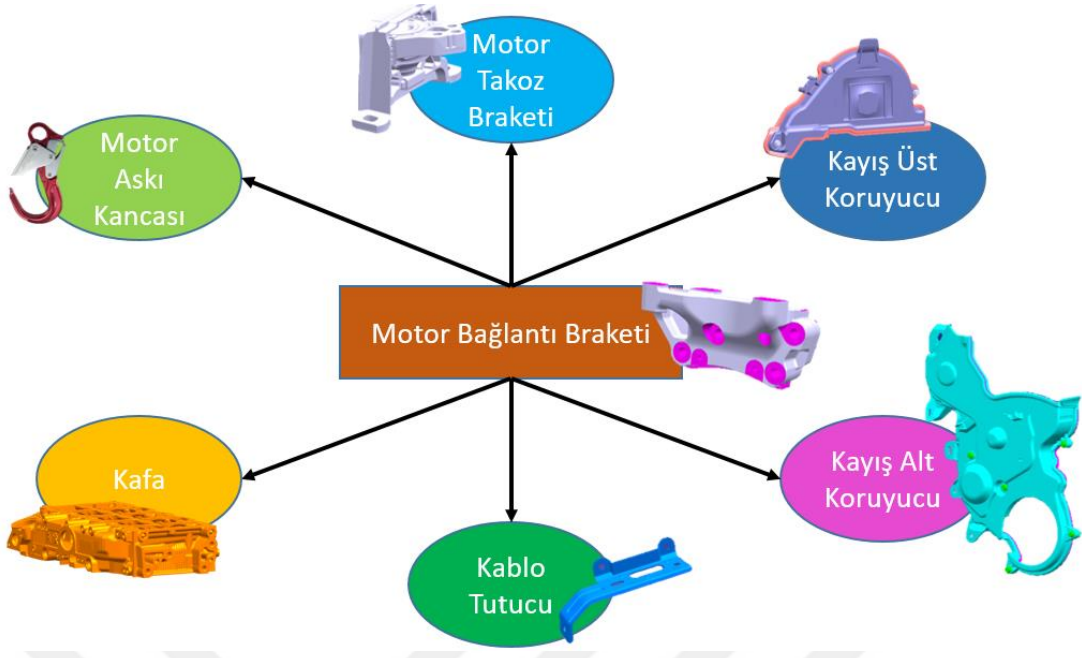 Motor
Takoz
Braketi
Motor
Askı
Kancası
Kayış Üst
Koruyucu
Motor Bağlantı Braketi
Kafa
Kayış Alt
Koruyucu
Kablo
Tutucu